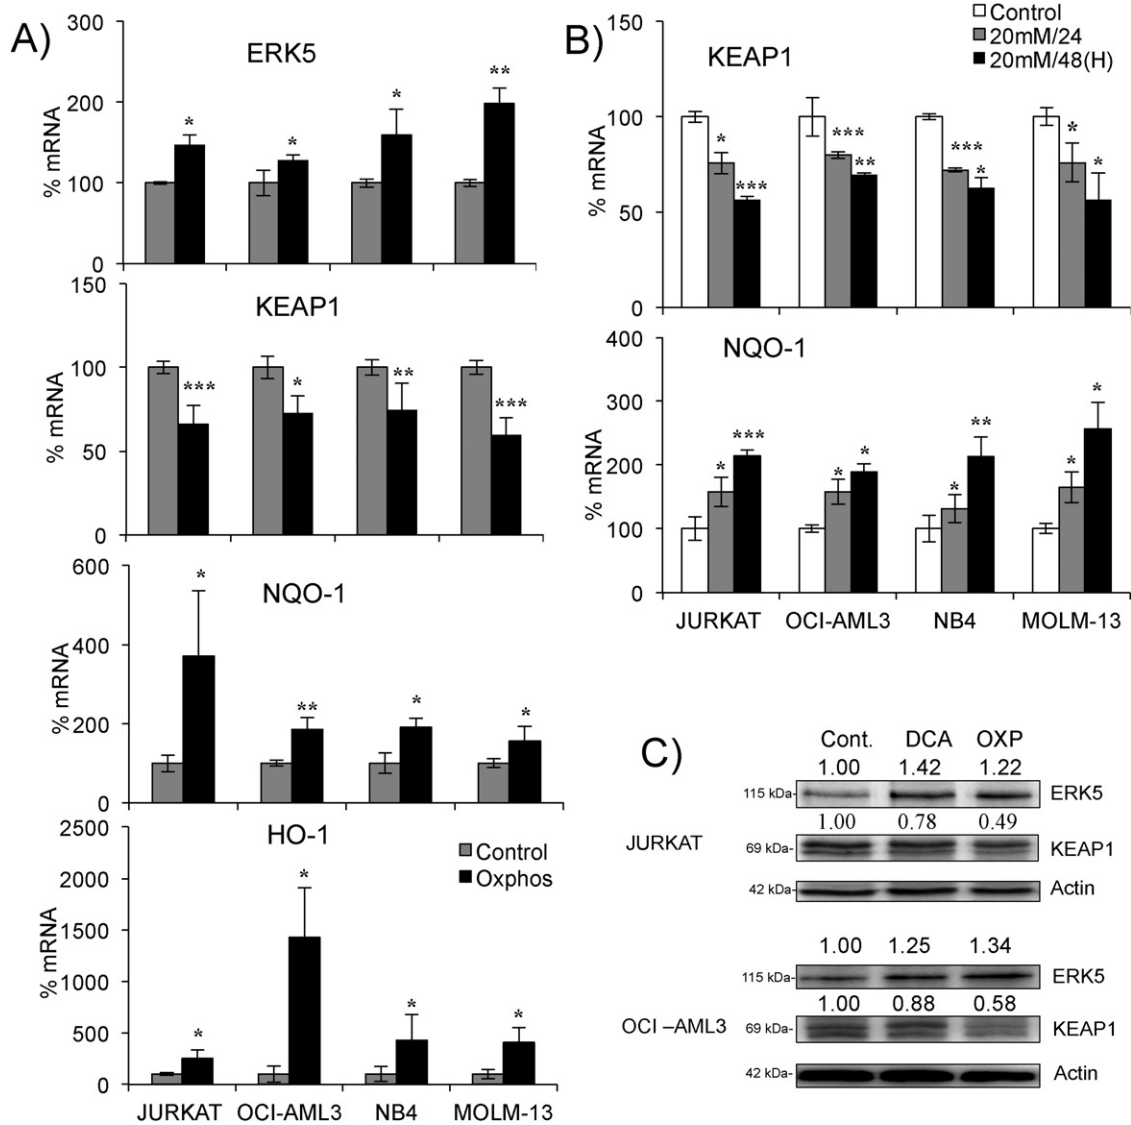 A)
ERK5
% mRNA
300
200
100
0
*
*
*
**
KEAP1
% mRNA
150
100
50
0
***
*
**
***
NQO-1
% mRNA
600
400
200
0
*
**
*
*
HO-1
% mRNA
2500
2000
1500
1000
500
0
Control
Oxphos
*
*
*
*
JURKAT OCI-AML3 NB4 MOLM-13
B)
Control
20mM/24
20mM/48(H)
KEAP1
% mRNA
150
100
50
0
* ***
*** **
*** *
* *
NQO-1
% mRNA
400
300
200
100
0
* ***
* *
* **
* *
JURKAT OCI-AML3 NB4 MOLM-13
C)
Cont. DCA OXP
1.00 1.42 1.22
115 kDa- ERK5
1.00 0.78 0.49
JURKAT
69 kDa- KEAP1
42 kDa- Actin
1.00 1.25 1.34
115 kDa- ERK5
1.00 0.88 0.58
OCI –AML3 69 kDa- KEAP1
42 kDa- Actin